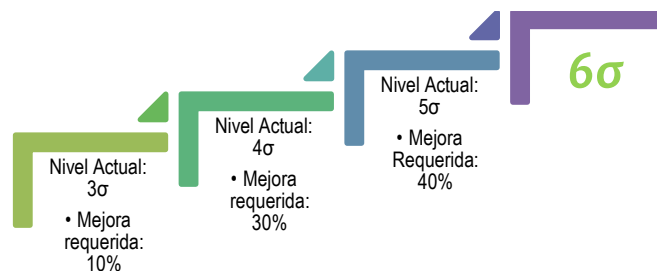 Nivel Actual:
3σ
• Mejora
requerida:
10%
Nivel Actual:
4σ
• Mejora
requerida:
30%
Nivel Actual:
5σ
• Mejora
Requerida:
40%
6σ